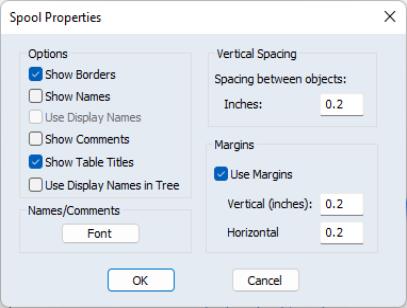 Spool Properties
Options
Show Borders
Show Names
Use Display Names
Show Comments
Show Table Titles
Use Display Names in Tree
Names/Comments
Font
Vertical Spacing
Spacing between objects:
Inches: 0.2
Margins
Use Margins
Vertical (inches): 0.2
Horizontal 0.2
OK Cancel